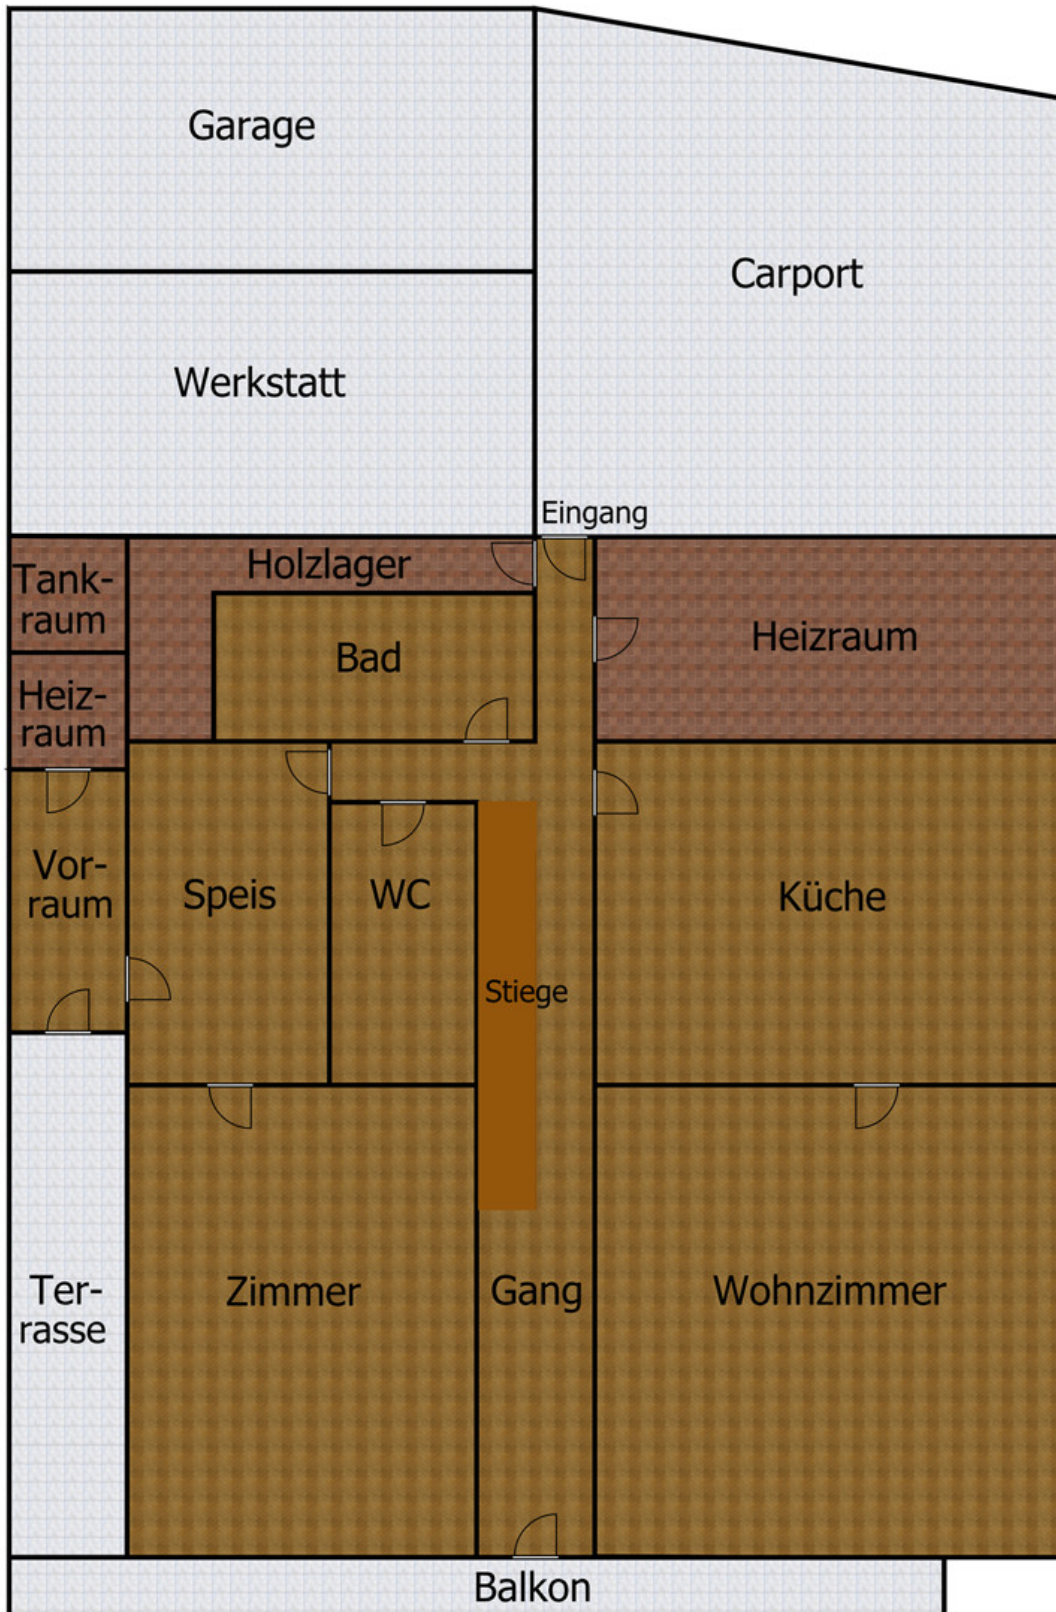 Garage
Carport
Werkstatt
Eingang
Holzlager
Tank-
raum
Bad
Heizraum
Heiz-
raum
Vor-
raum
Speis
WC
Küche
Stiege
Ter-
rasse
Zimmer
Gang
Wohnzimmer
Balkon